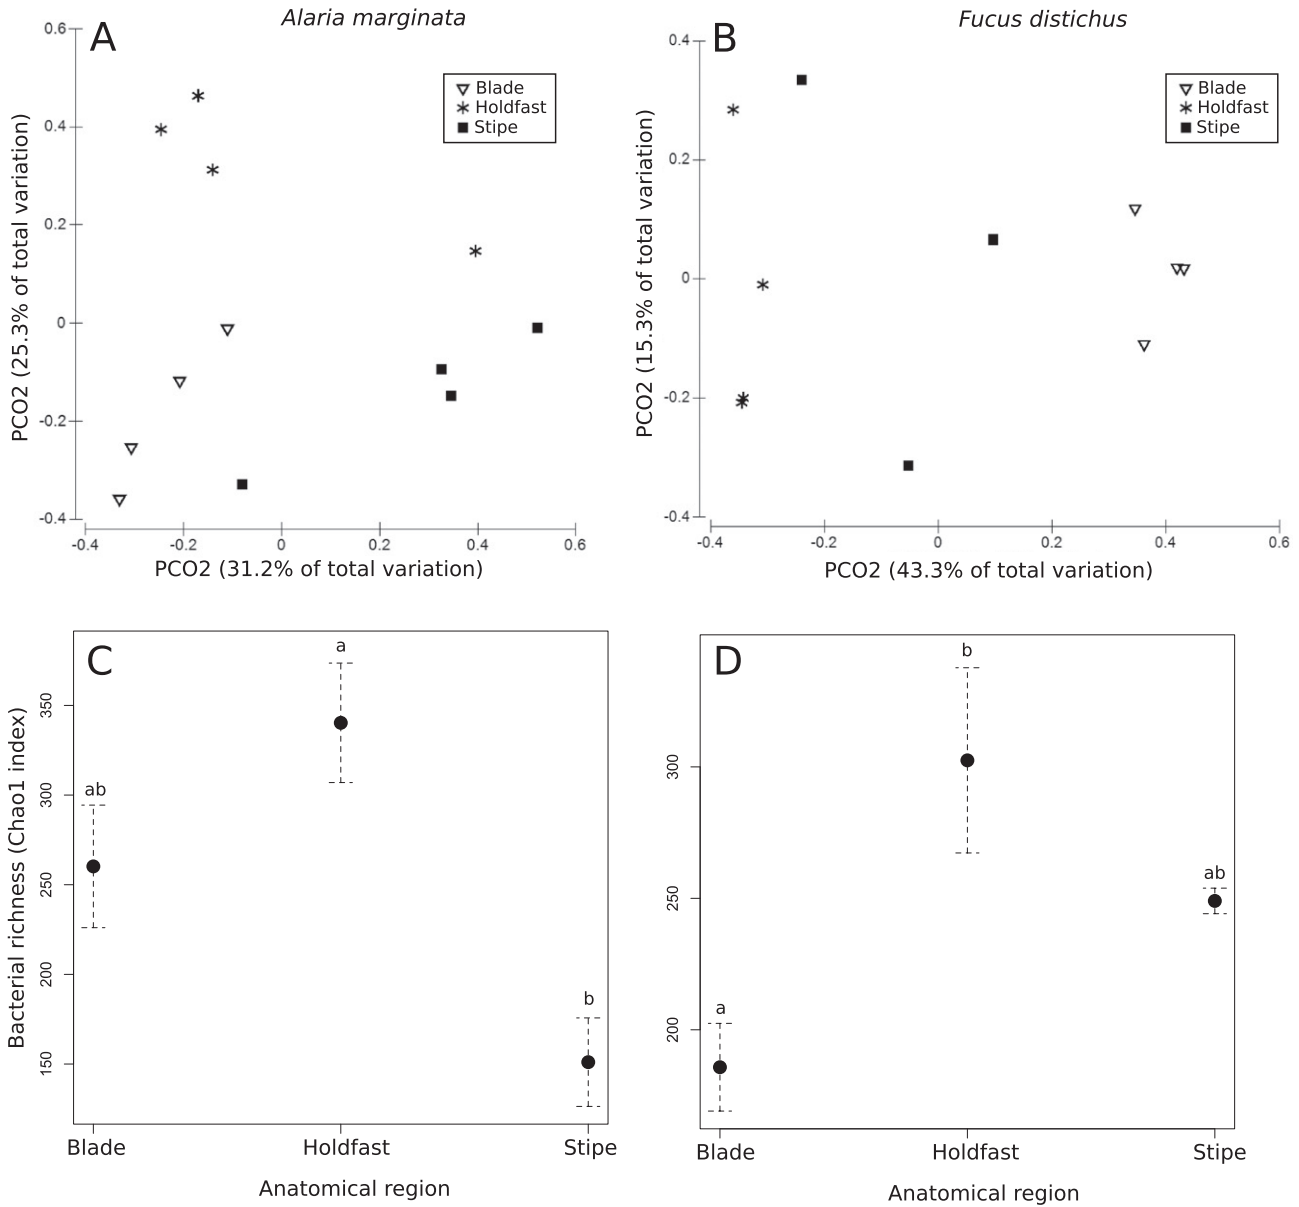 Alaria marginata
A
Blade
Holdfast
Stipe
0.6
0.4
0.2
0
-0.2
-0.4
PCO2 (25.3% of total variation)
-0.4 -0.2 0 0.2 0.4 0.6
PCO2 (31.2% of total variation)
Fucus distichus
B
Blade
Holdfast
Stipe
0.4
0.2
0
-0.2
-0.4
PCO2 (15.3% of total variation)
-0.4 -0.2 0 0.2 0.4 0.6
PCO2 (43.3% of total variation)
C
a
ab
b
350
300
250
200
150
Bacterial richness (Chao1 index)
Blade Holdfast Stipe
Anatomical region
D
b
ab
a
300
250
200
Blade Holdfast Stipe
Anatomical region